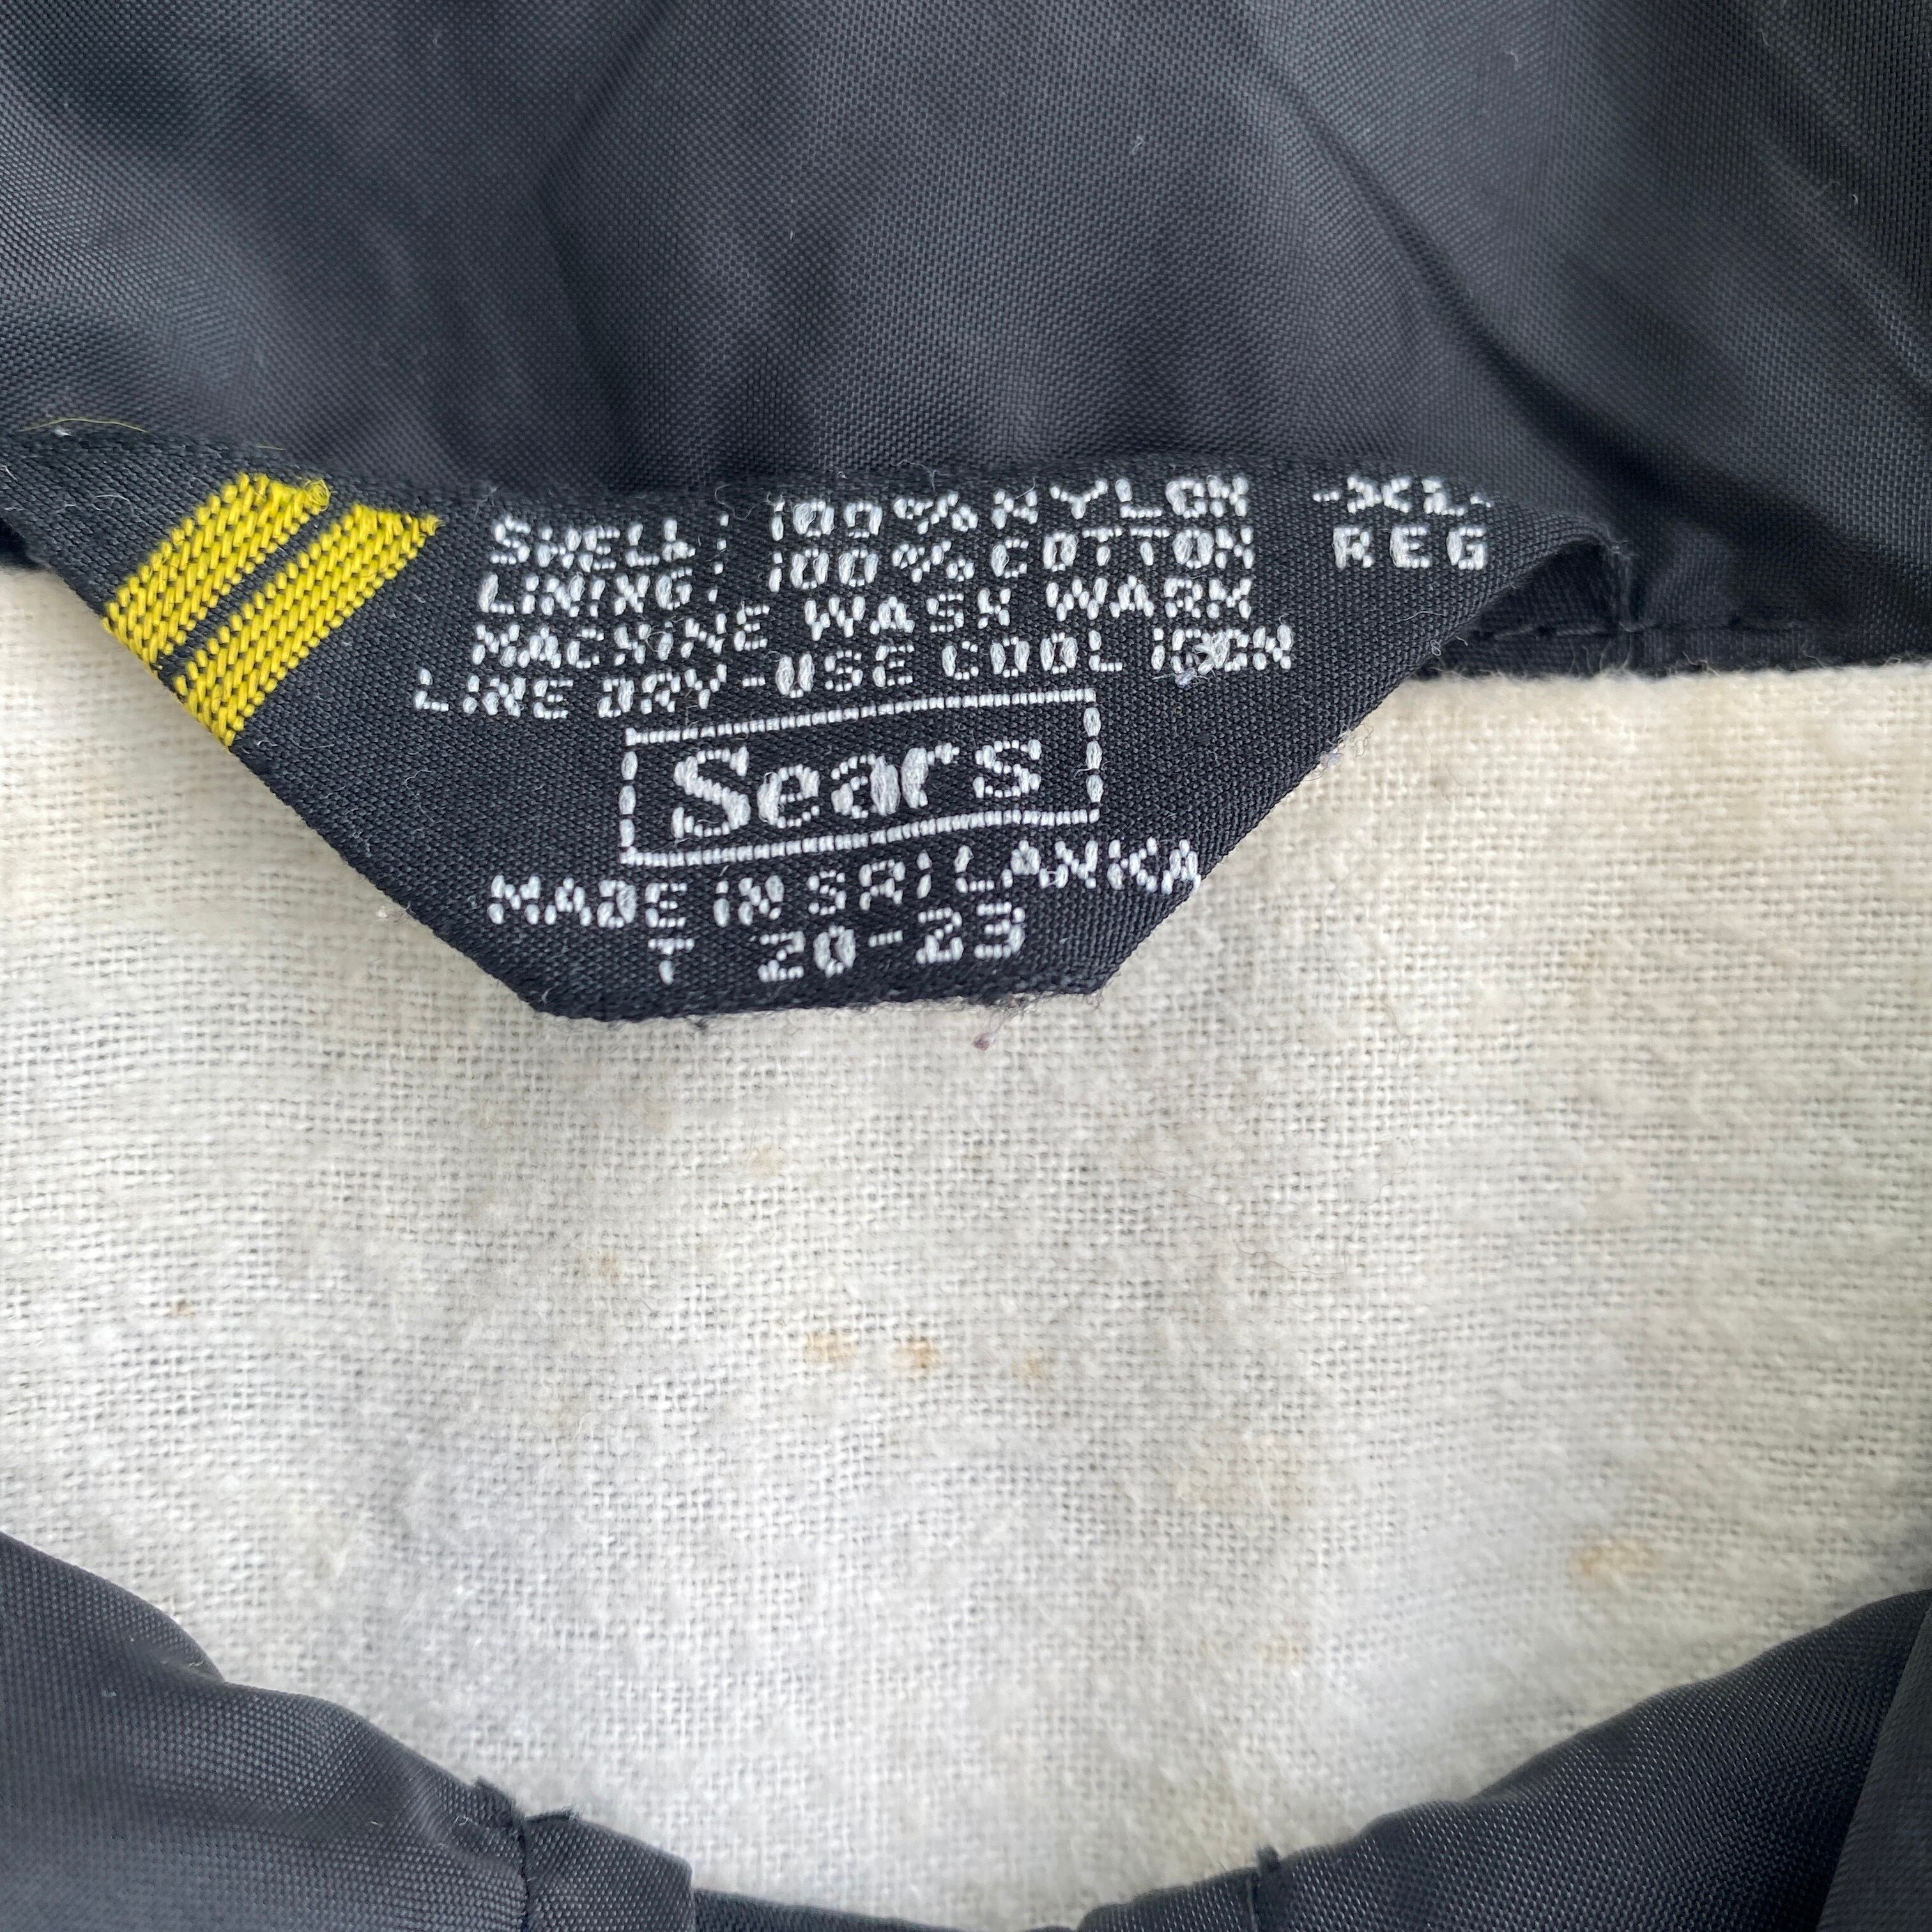 SHELL: 100% NYLON -XL-
LINING: 100% COTTON REG
MACHINE WASH WARM
LINE DRY-USE COOL IRON
Sears
MADE IN SRI LANKA
T 20-23